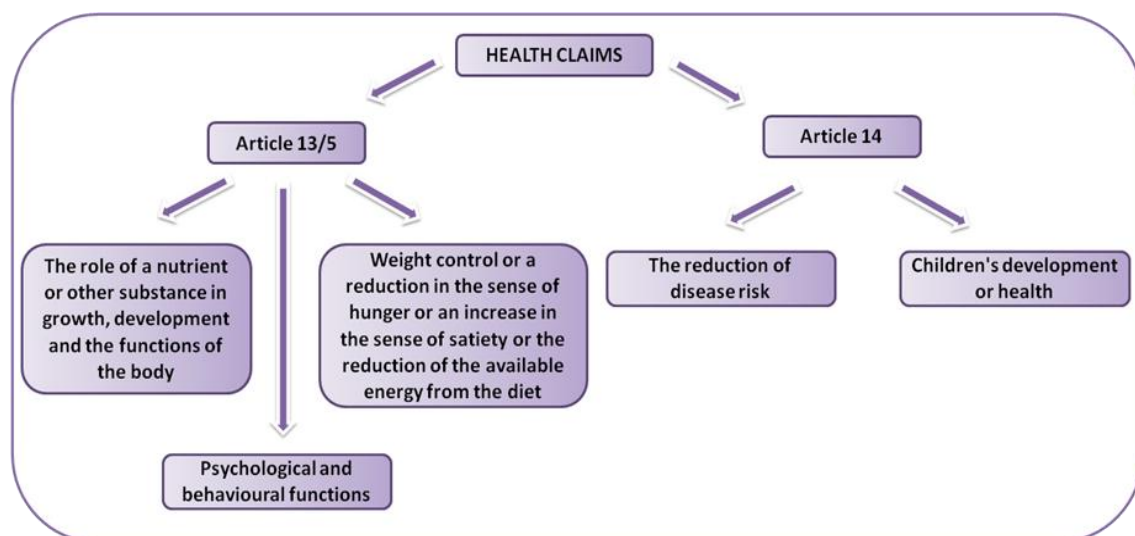 HEALTH CLAIMS
Article 13/5
Article 14
The role of a nutrient
or other substance in
growth, development
and the functions of
the body
Weight control or a
reduction in the sense of
hunger or an increase in
the sense of satiety or the
reduction of the available
energy from the diet
The reduction of
disease risk
Children's development
or health
Psychological and
behavioural functions